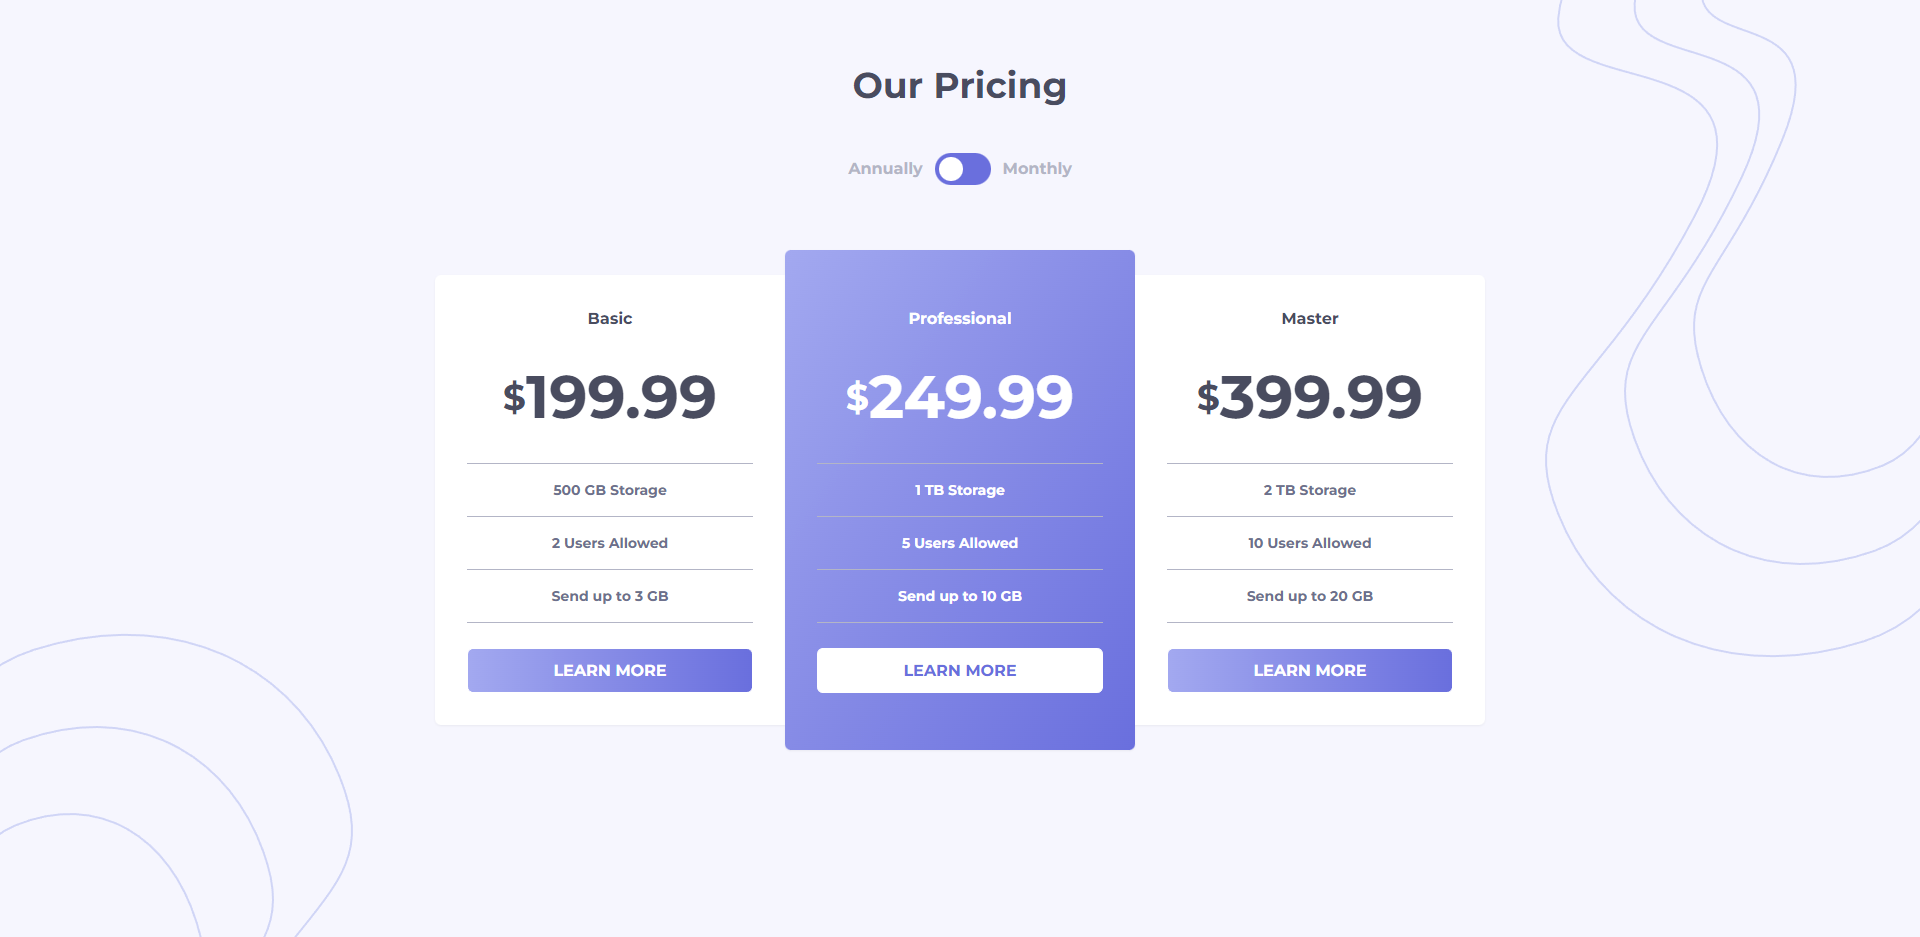 Our Pricing
Annually Monthly
Basic
$199.99
500 GB Storage
2 Users Allowed
Send up to 3 GB
LEARN MORE
Professional
$249.99
1 TB Storage
5 Users Allowed
Send up to 10 GB
LEARN MORE
Master
$399.99
2 TB Storage
10 Users Allowed
Send up to 20 GB
LEARN MORE